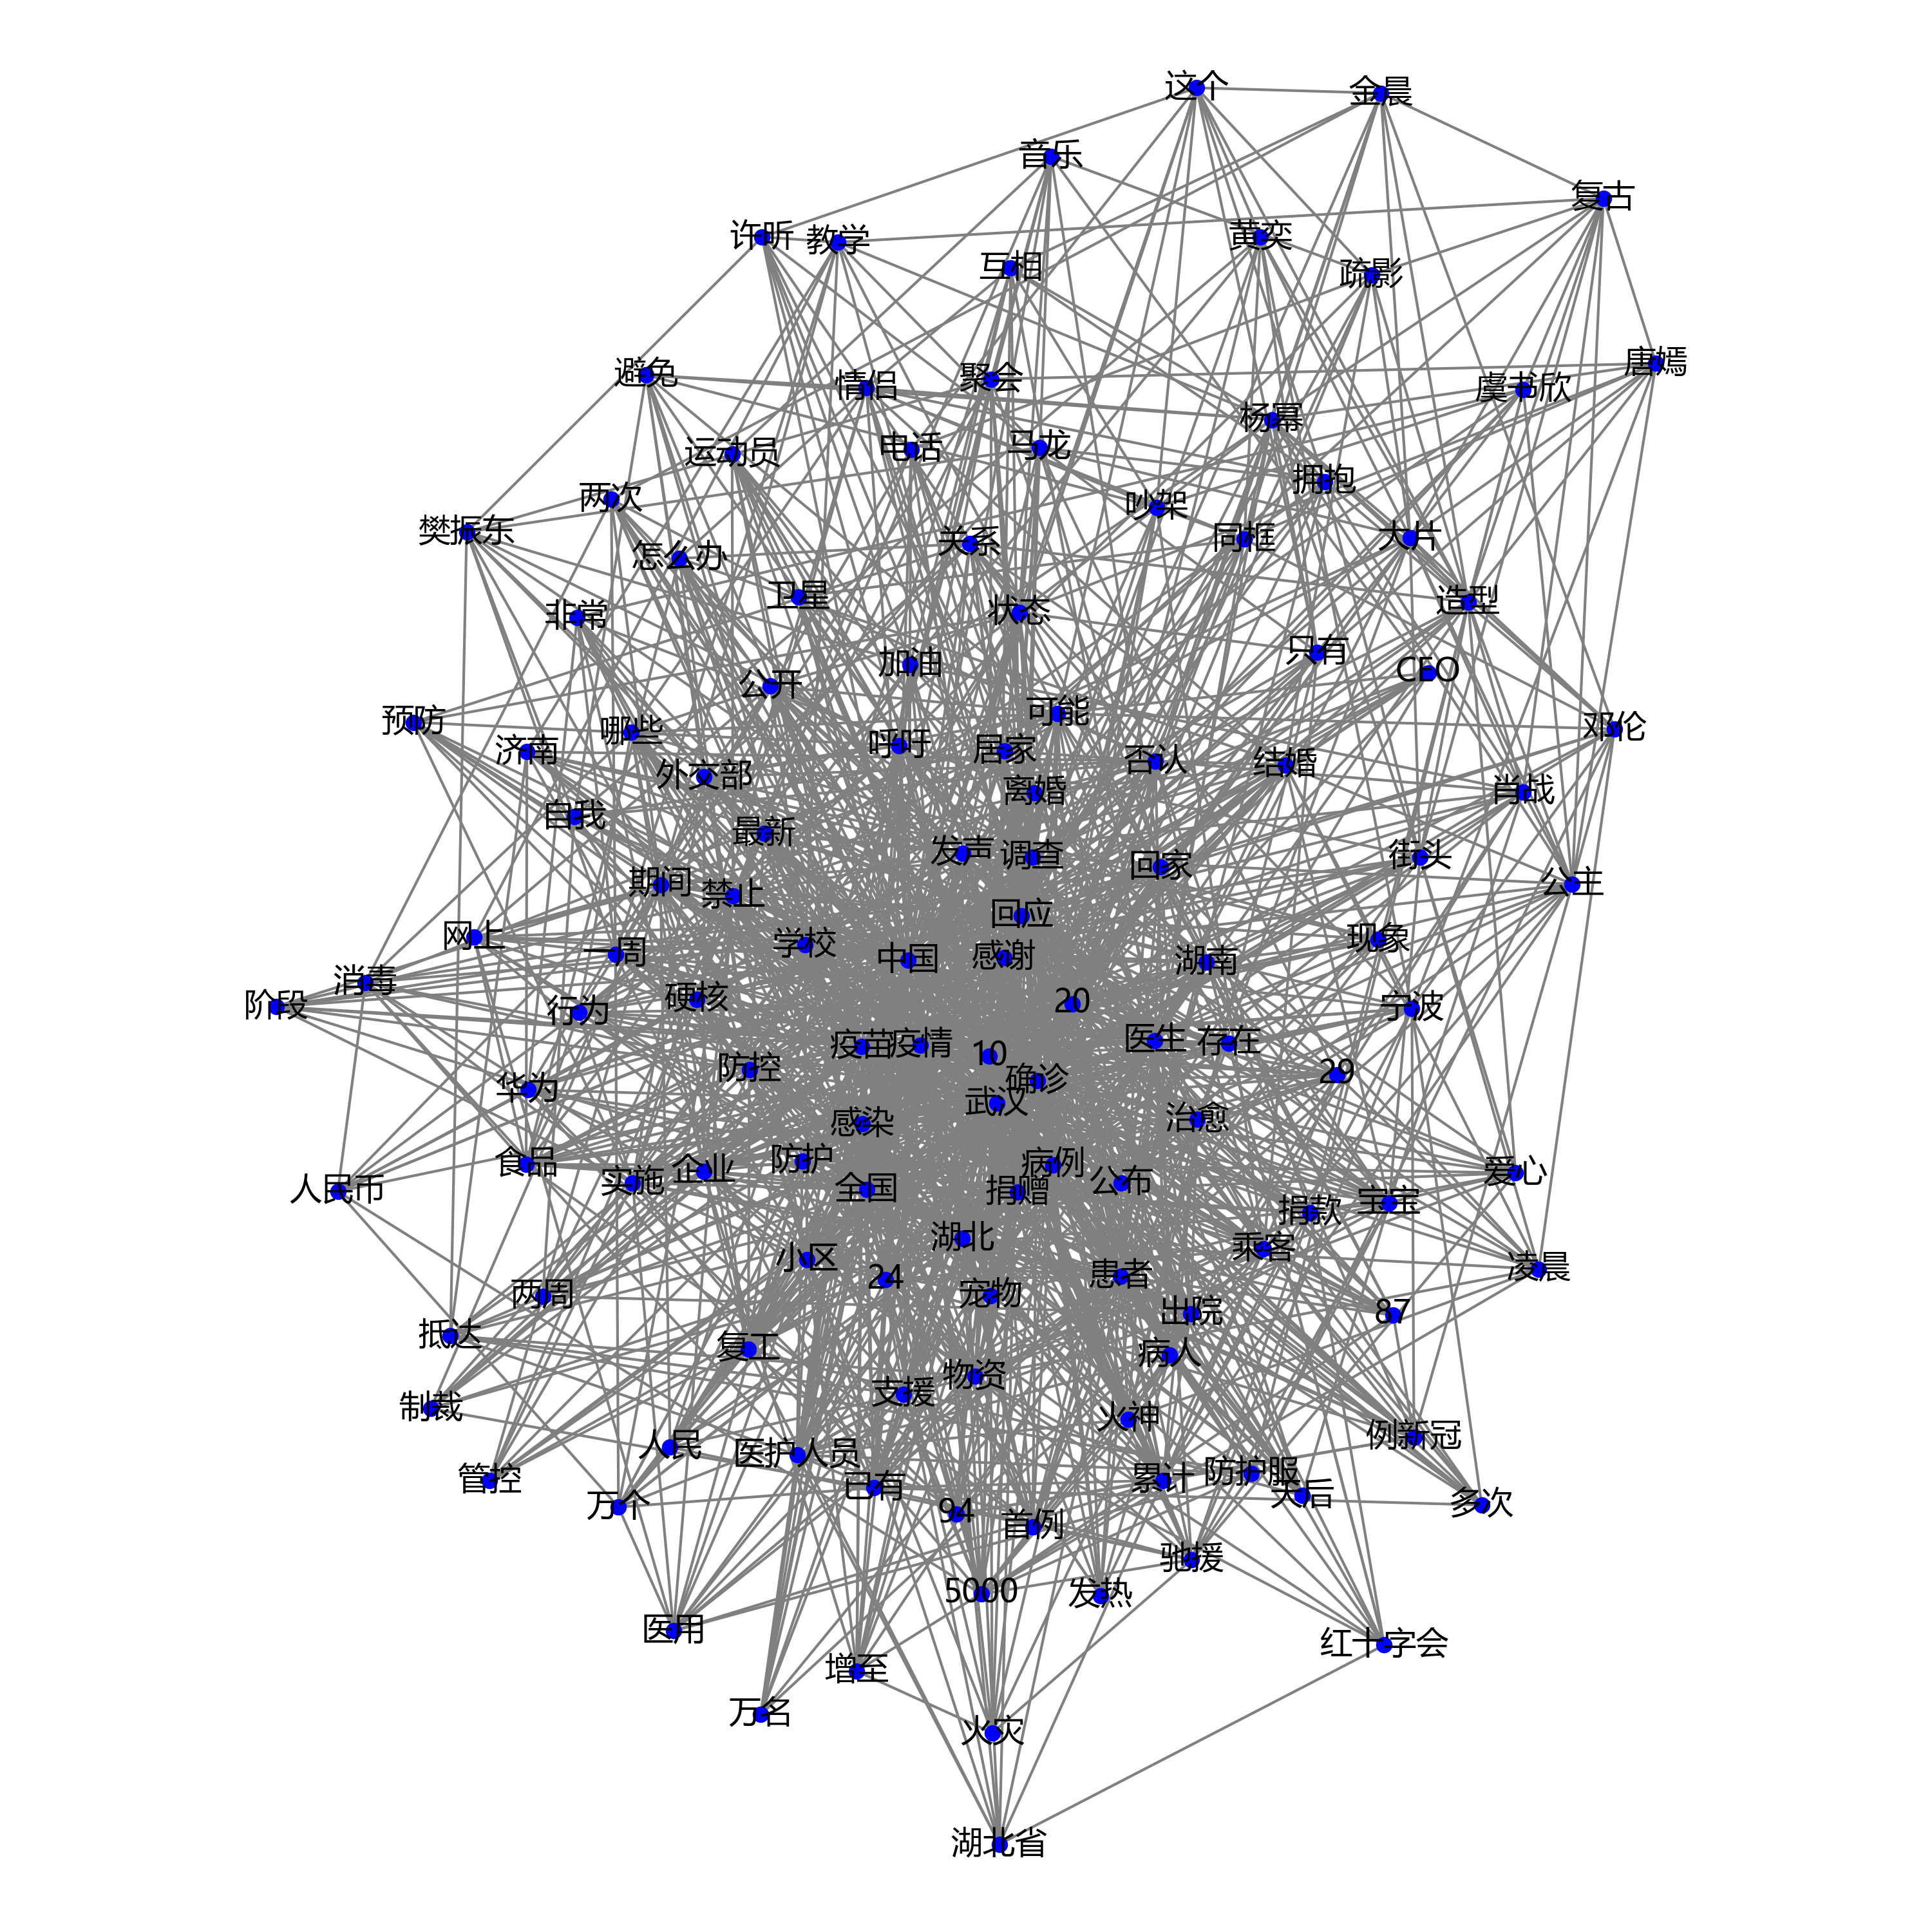 这个
金晨
音乐
复古
许昕
教学
黄奕
互相
疏影
避免
情侣
聚会
唐嫣
虞书欣
杨幂
运动员
电话
马龙
拥抱
两次
吵架
樊振东
怎么办
关系
同框
大片
非常
卫星
状态
造型
公开
加油
只有
CEO
预防
哪些
可能
邓伦
济南
外交部
呼吁
居家
否认
结婚
自我
最新
离婚
肖战
期间
禁止
发声
调查
回家
街头
公主
网上
一周
学校
中国
回应
感谢
湖南
现象
阶段
消毒
行为
硬核
20
宁波
疫苗
疫情
10
医生
存在
华为
防控
确诊
29
感染
武汉
治愈
人民币
食品
实施
企业
防护
全国
病例
捐赠
公布
捐款
宝宝
爱心
小区
湖北
乘客
凌晨
两周
24
宠物
患者
抵达
复工
出院
87
制裁
支援
物资
病人
管控
人民
医护人员
火神
例新冠
万个
已有
94
首例
累计
防护服
天后
多次
5000
发热
驰援
医用
增至
红十字会
万名
火灾
湖北省